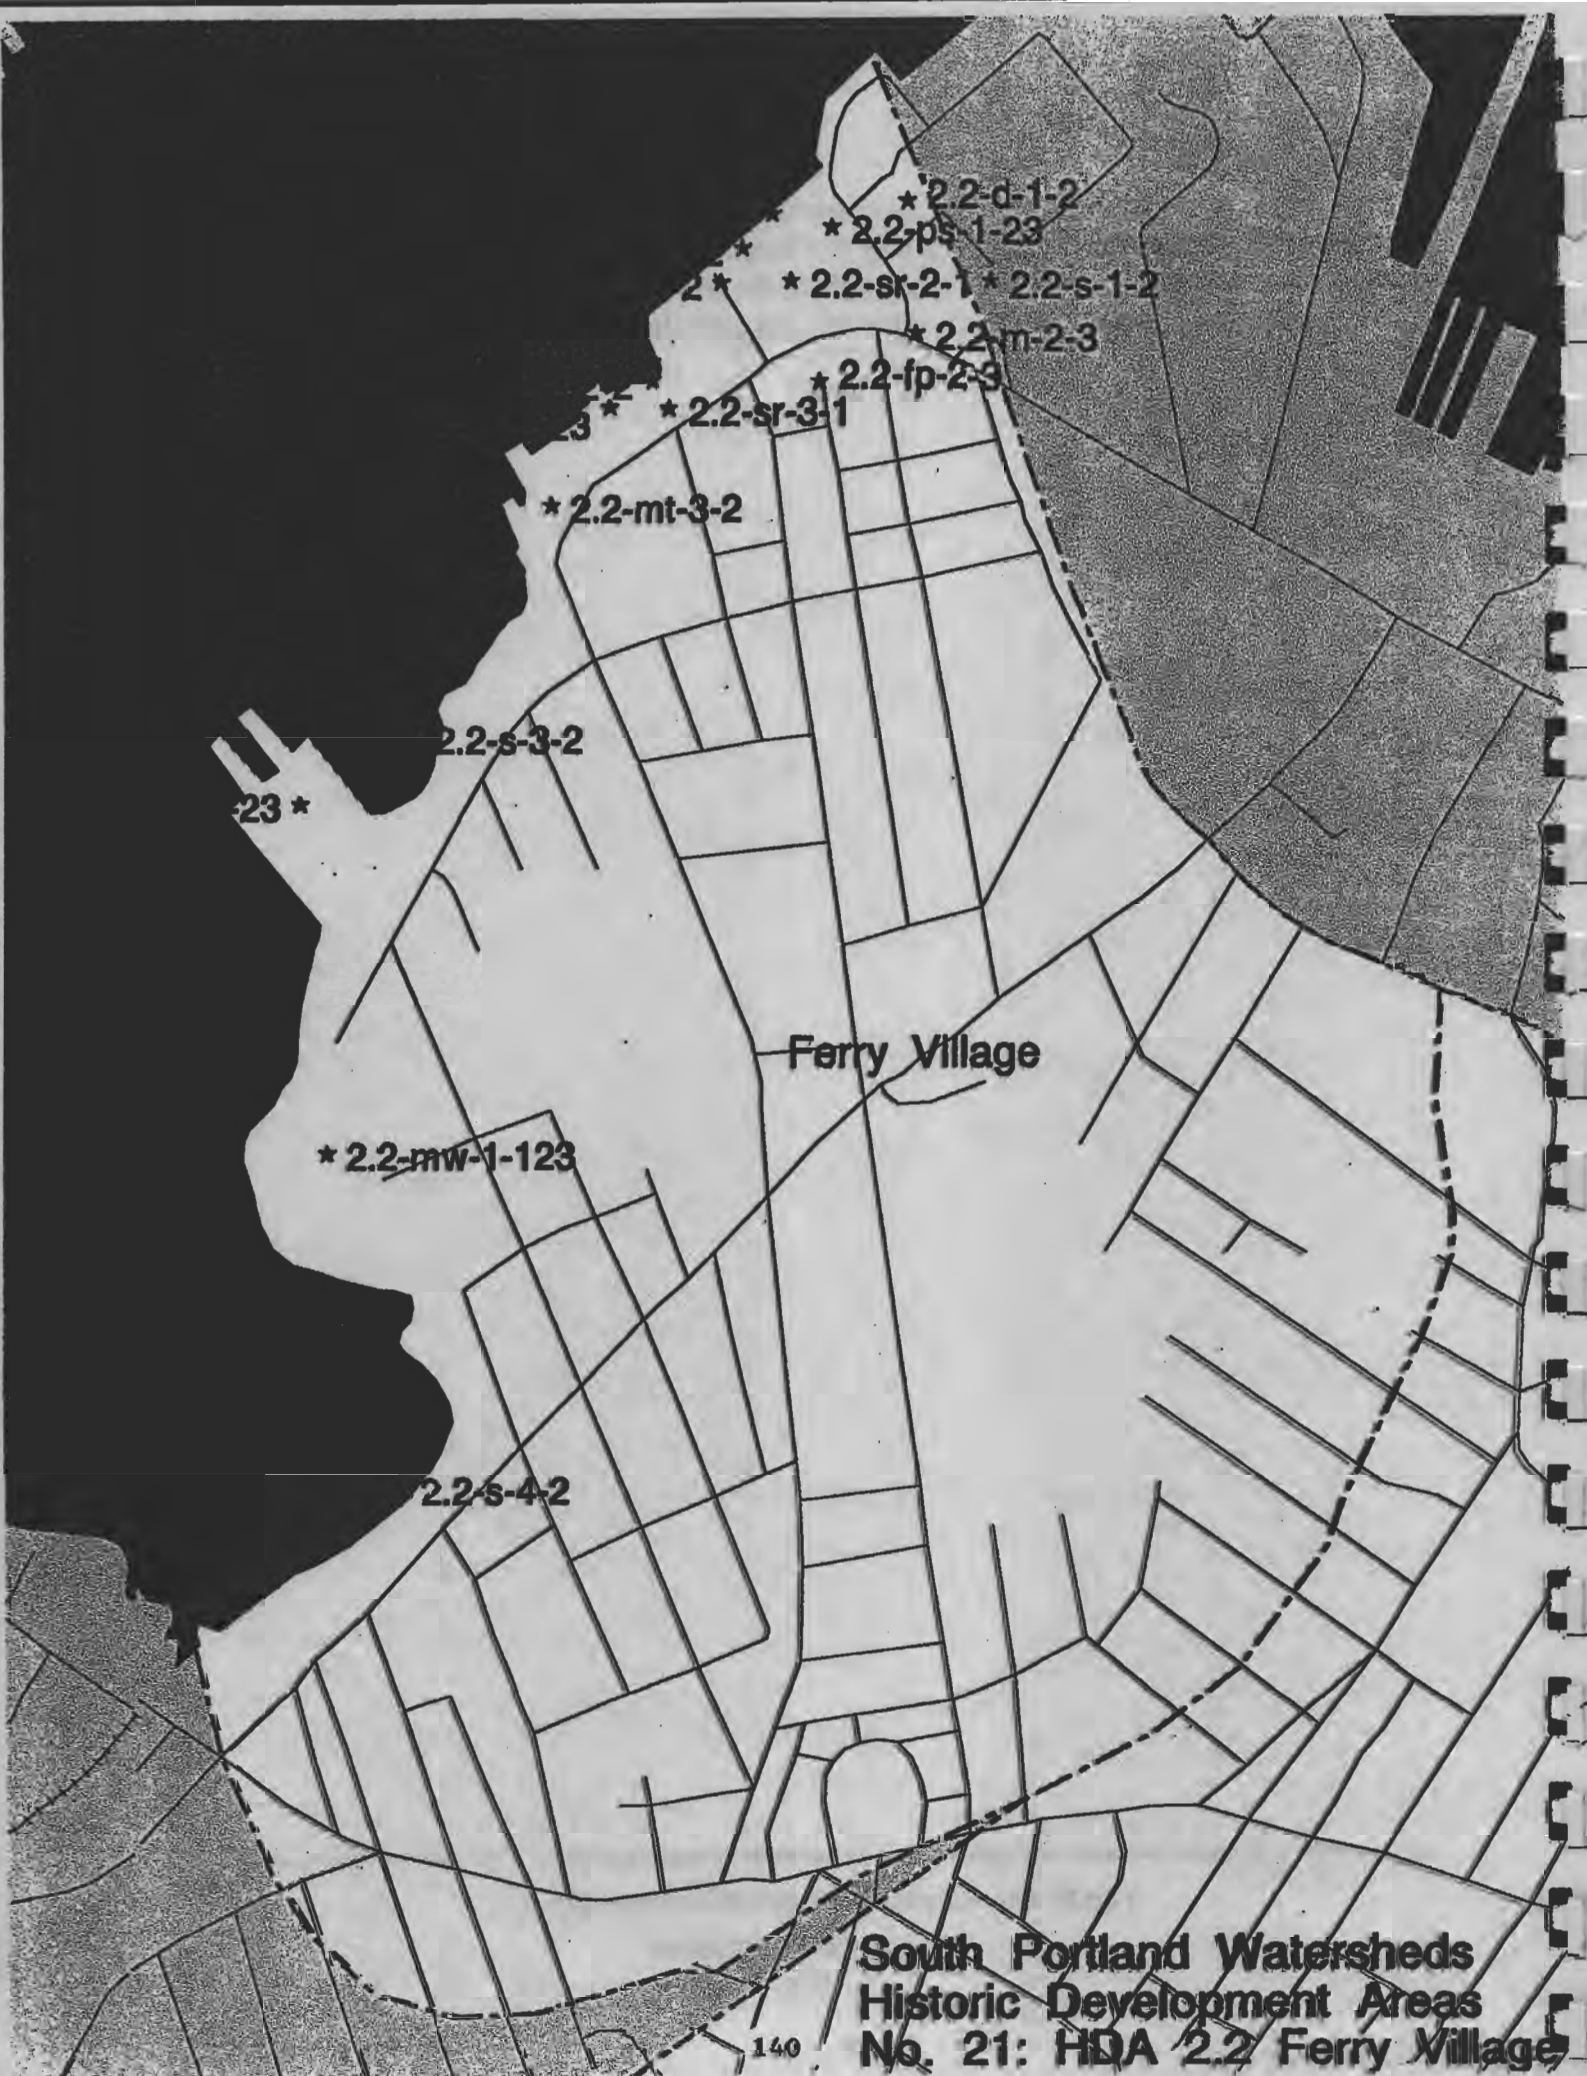 2.2-d-1-2
2.2-ps-1-23
2.2-sr-2-1
2.2-s-1-2
2.2-m-2-3
2.2-fp-2-3
2.2-sr-3-1
2.2-mt-3-2
2.2-s-3-2
-23
Ferry Village
2.2-mw-1-123
2.2-s-4-2
South Portland Watersheds
Historic Development Areas
No. 21: HDA 2.2 Ferry Village
140